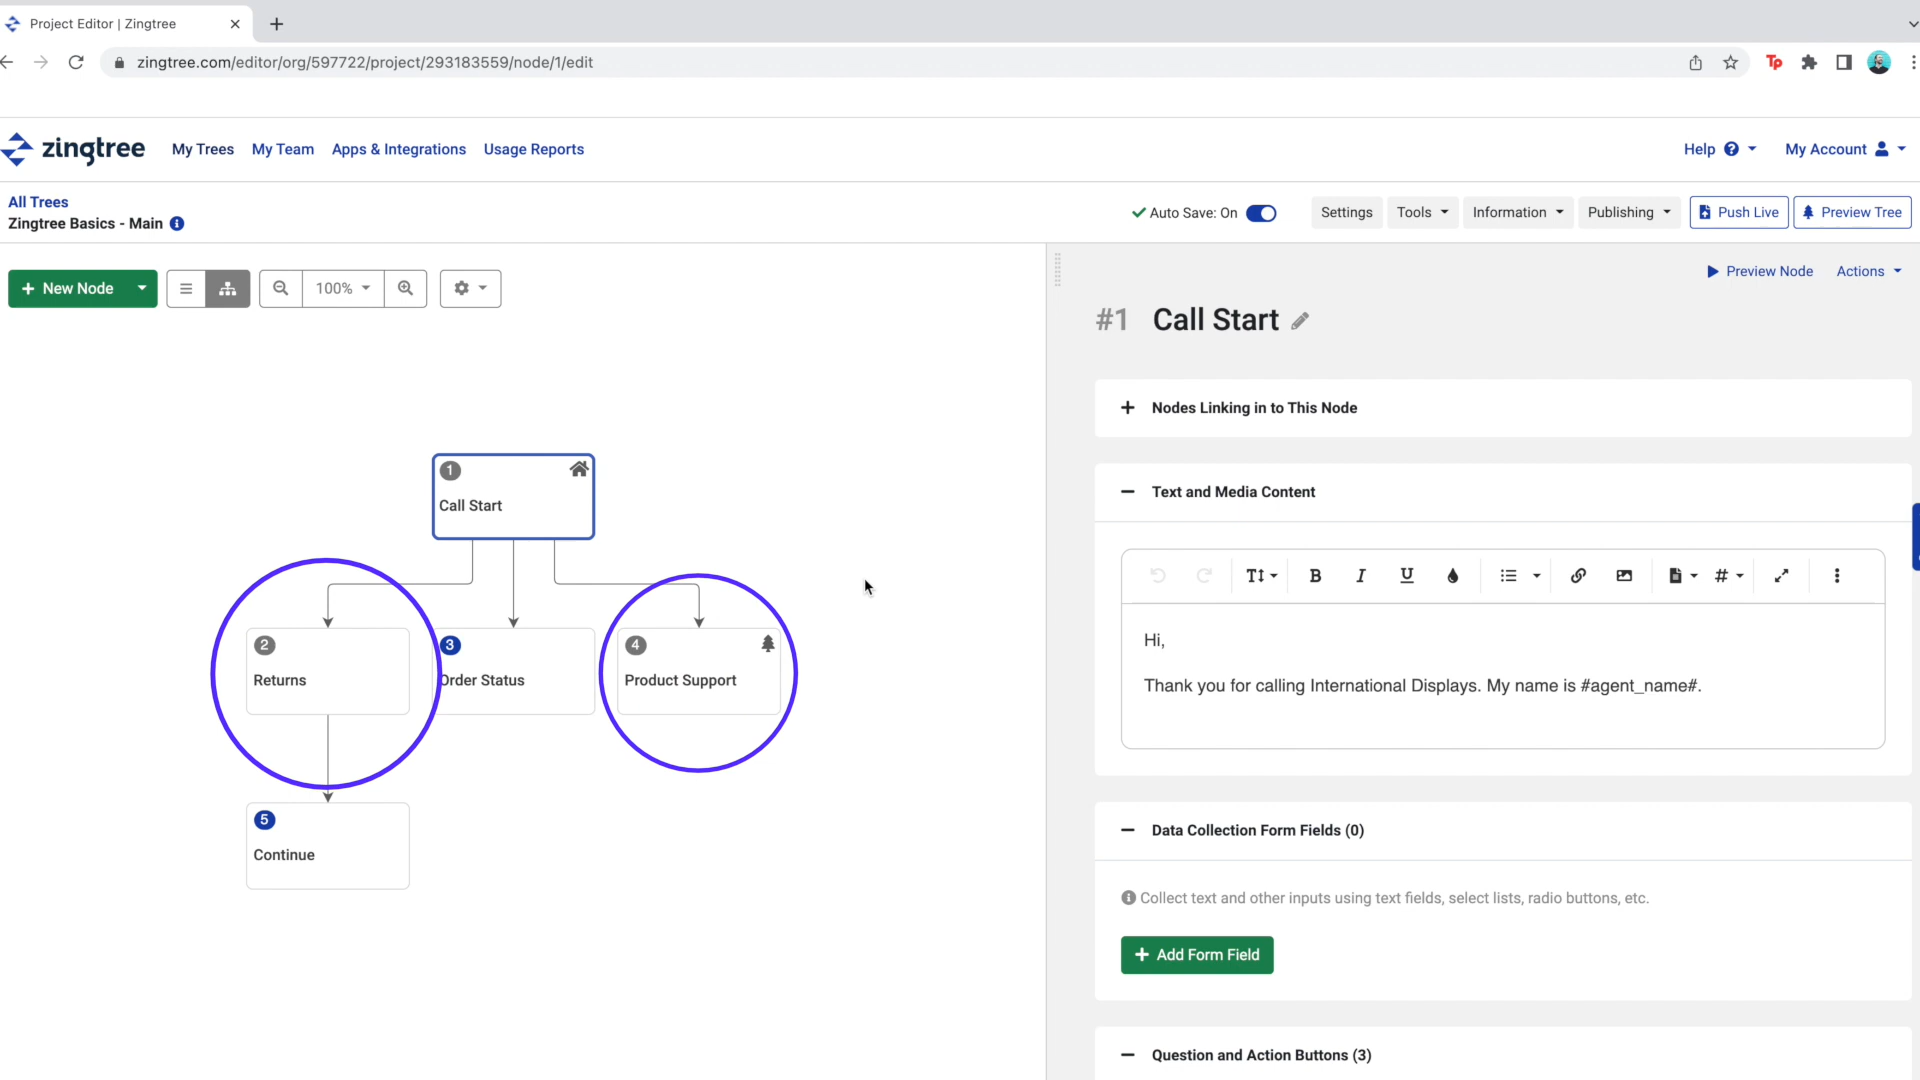 Project Editor | Zingtree
zingtree.com/editor/org/597722/project/293183559/node/1/edit
Tp
zingtree
My Trees
My Team
Apps & Integrations
Usage Reports
Help
My Account
All Trees
Zingtree Basics - Main
Auto Save: On
Settings
Tools
Information
Publishing
Push Live
Preview Tree
+ New Node
100%
Preview Node
Actions
#1 Call Start
1
Call Start
2
Returns
3
Order Status
4
Product Support
5
Continue
Nodes Linking in to This Node
Text and Media Content
B I U
#
Hi,
Thank you for calling International Displays. My name is #agent_name#.
Data Collection Form Fields (0)
Collect text and other inputs using text fields, select lists, radio buttons, etc.
+ Add Form Field
Question and Action Buttons (3)